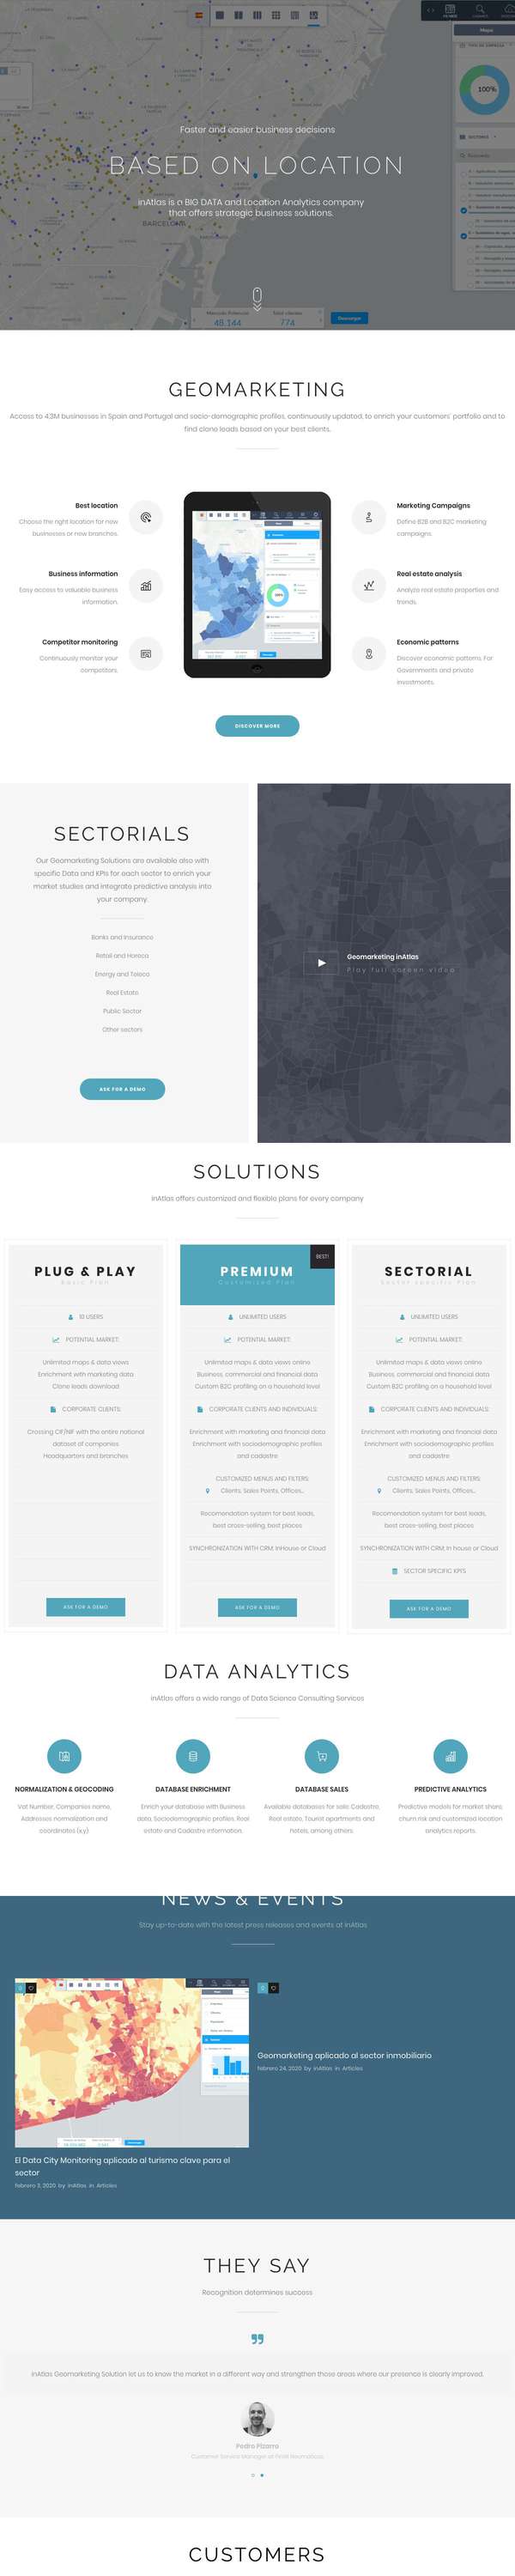 Faster and easier business decisions
BASED ON LOCATION
inAtlas is a BIG DATA and Location Analytics company
that offers strategic business solutions.
BARCELONA
Mercado Potencial
Total clientes
48.144
774
Descargar
Mapa
100%
GEOMARKETING
Access to 4.3M businesses in Spain and Portugal and socio-demographic profiles, continuously updated, to enrich your customers' portfolio and to
find clone leads based on your best clients.
Best location
Choose the right location for new
businesses or new branches.
Business information
Easy access to valuable business
information.
Competitor monitoring
Continuously monitor your
competitors.
Marketing Campaigns
Define B2B and B2C marketing
campaigns.
Real estate analysis
Analyze real estate properties and
trends.
Economic patterns
Discover economic patterns. For
Governments and private
investments.
DISCOVER MORE
SECTORIALS
Our Geomarketing Solutions are available also with
specific Data and KPIs for each sector to enrich your
market studies and integrate predictive analysis into
your company.
Banks and Insurance
Retail and Horeca
Energy and Teleco
Real Estate
Public Sector
Other sectors
ASK FOR A DEMO
Geomarketing inAtlas
Play full screen video
SOLUTIONS
inAtlas offers customized and flexible plans for every company
PLUG & PLAY
Basic Plan
10 USERS
POTENTIAL MARKET:
Unlimited maps & data views
Enrichment with marketing data
Clone leads download
CORPORATE CLIENTS:
Crossing CIF/NIF with the entire national
dataset of companies
Headquarters and branches
ASK FOR A DEMO
BEST!
PREMIUM
Customized Plan
UNLIMITED USERS
POTENTIAL MARKET:
Unlimited maps & data views online
Business, commercial and financial data
Custom B2C profiling on a household level
CORPORATE CLIENTS AND INDIVIDUALS:
Enrichment with marketing and financial data
Enrichment with sociodemographic profiles
and cadastre
CUSTOMIZED MENUS AND FILTERS:
Clients, Sales Points, Offices...
Recomendation system for best leads,
best cross-selling, best places
SYNCHRONIZATION WITH CRM, InHouse or Cloud
ASK FOR A DEMO
SECTORIAL
Sector Specific Plan
UNLIMITED USERS
POTENTIAL MARKET:
Unlimited maps & data views online
Business, commercial and financial data
Custom B2C profiling on a household level
CORPORATE CLIENTS AND INDIVIDUALS:
Enrichment with marketing and financial data
Enrichment with sociodemographic profiles
and cadastre
CUSTOMIZED MENUS AND FILTERS:
Clients, Sales Points, Offices...
Recomendation system for best leads,
best cross-selling, best places
SYNCHRONIZATION WITH CRM, In house or Cloud
SECTOR SPECIFIC KPI'S
ASK FOR A DEMO
DATA ANALYTICS
inAtlas offers a wide range of Data Science Consulting Services
NORMALIZATION & GEOCODING
Vat Number, Companies name,
Addresses normalization and
coordinates (x,y)
DATABASE ENRICHMENT
Enrich your database with Business
data, Sociodemographic profiles, Real
estate and Cadastre information.
DATABASE SALES
Available databases for sale: Cadastre,
Real estate, Tourist apartments and
hotels, among others.
PREDICTIVE ANALYTICS
Predictive models for market share,
churn risk and customized location
analytics reports.
NEWS & EVENTS
Stay up-to-date with the latest press releases and events at inAtlas
El Data City Monitoring aplicado al turismo clave para el
sector
febrero 3, 2020 by inAtlas in Articles
Geomarketing aplicado al sector inmobiliario
febrero 24, 2020 by inAtlas in Articles
THEY SAY
Recognition determines success
inAtlas Geomarketing Solution let us to know the market in a different way and strengthen those areas where our presence is clearly improved.
Pedro Pizarro
CUSTOMERS